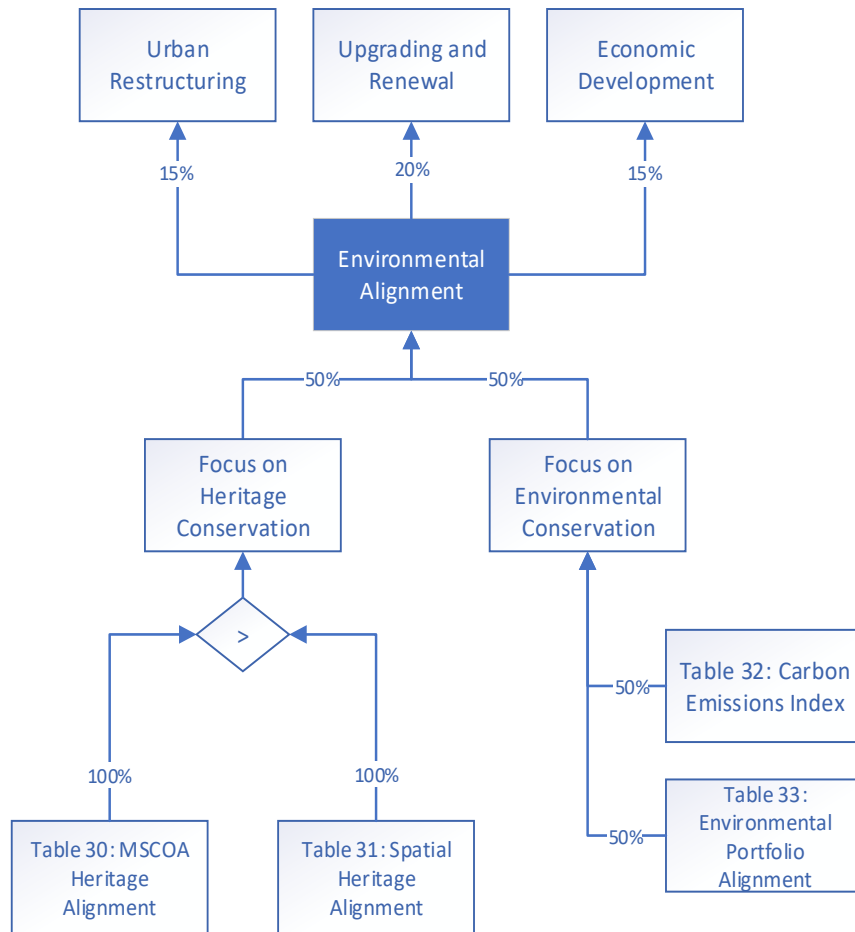 Urban
Restructuring
Upgrading and
Renewal
Economic
Development
15%
20%
15%
Environmental
Alignment
50%
50%
Focus on
Heritage
Conservation
Focus on
Environmental
Conservation
>
Table 32: Carbon
Emissions Index
50%
100%
100%
Table 33:
Environmental
Portfolio
Alignment
50%
Table 30: MSCOA
Heritage
Alignment
Table 31: Spatial
Heritage
Alignment